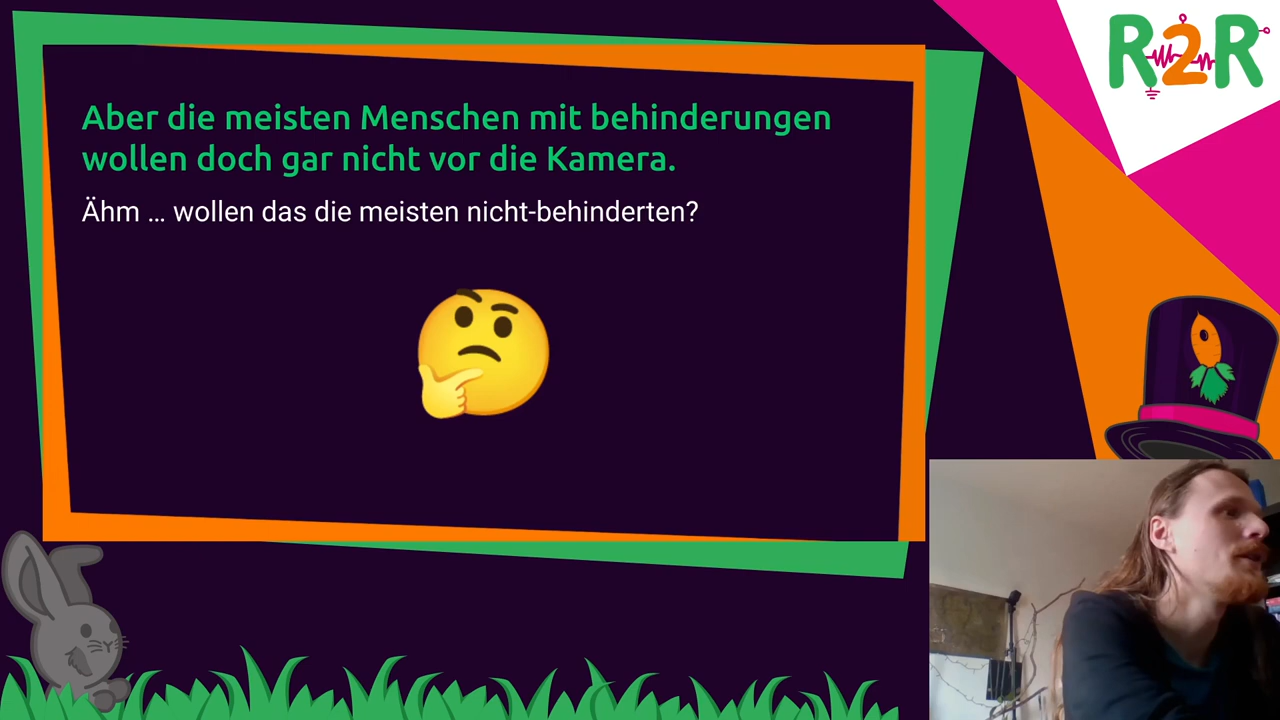 R2R
Aber die meisten Menschen mit behinderungen
wollen doch gar nicht vor die Kamera.
Ähm … wollen das die meisten nicht-behinderten?